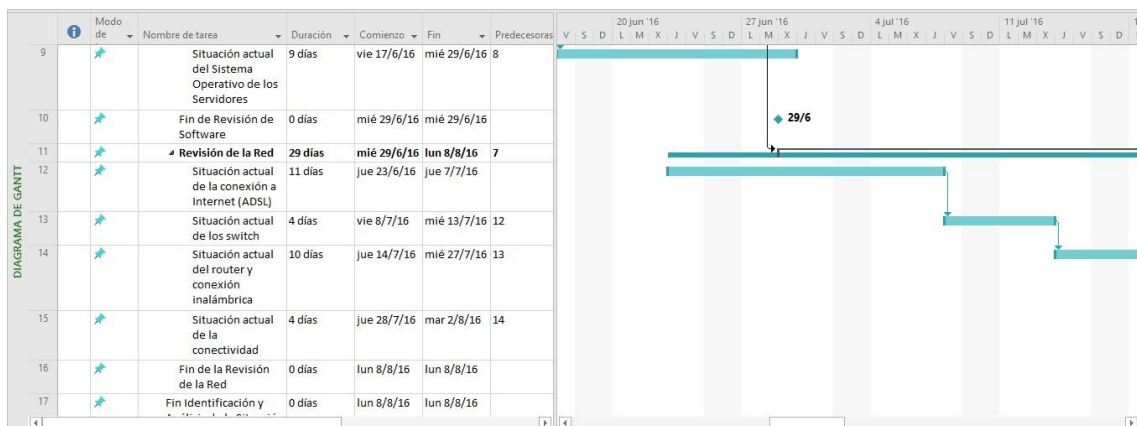 DIAGRAMA DE GANTT
Modo de
Nombre de tarea
Duración
Comienzo
Fin
Predecesoras
20 jun '16
27 jun '16
4 jul '16
11 jul '16
V S D L M X J V S D L M X J V S D L M X J V S D L M X J V S D
9 Situación actual 9 días vie 17/6/16 mié 29/6/16 8
del Sistema
Operativo de los
Servidores
10 Fin de Revisión de 0 días mié 29/6/16 mié 29/6/16
Software
29/6
11 Revisión de la Red 29 días mié 29/6/16 lun 8/8/16 7
12 Situación actual 11 días jue 23/6/16 jue 7/7/16
de la conexión a
Internet (ADSL)
13 Situación actual 4 días vie 8/7/16 mié 13/7/16 12
de los switch
14 Situación actual 10 días jue 14/7/16 mié 27/7/16 13
del router y
conexión
inalámbrica
15 Situación actual 4 días jue 28/7/16 mar 2/8/16 14
de la
conectividad
16 Fin de la Revisión 0 días lun 8/8/16 lun 8/8/16
de la Red
17 Fin Identificación y 0 días lun 8/8/16 lun 8/8/16